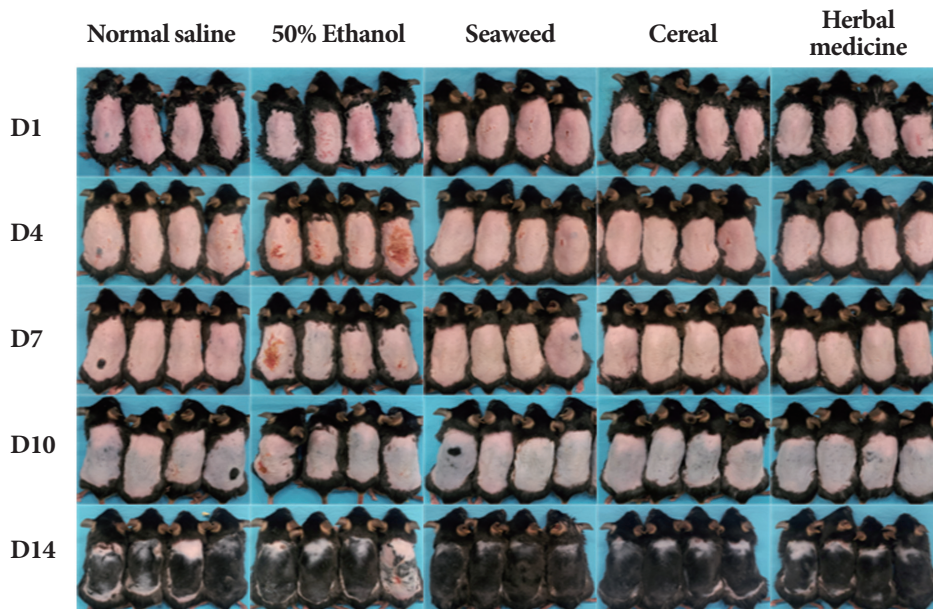 Normal saline
50% Ethanol
Seaweed
Cereal
Herbal
medicine
D1
D4
D7
D10
D14